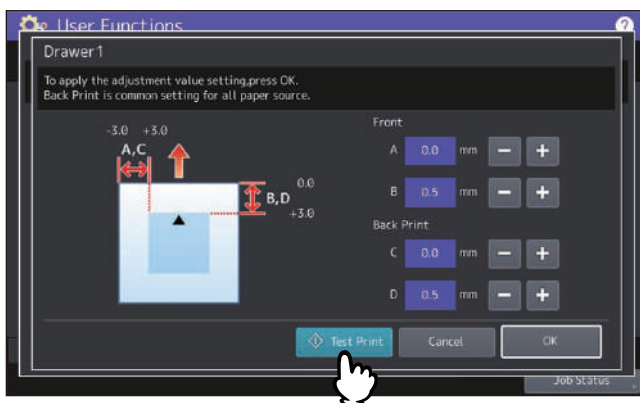 User Functions
?
Drawer1
To apply the adjustment value setting,press OK.
Back Print is common setting for all paper source.
-3.0 +3.0
A,C
0.0
B,D
+3.0
Front
A 0.0 mm − +
B 0.5 mm − +
Back Print
C 0.0 mm − +
D 0.5 mm − +
Test Print Cancel OK
Job Status